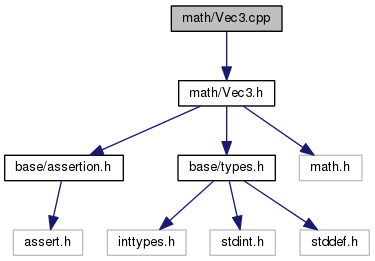 math/Vec3.cpp
math/Vec3.h
base/assertion.h
base/types.h
math.h
assert.h
inttypes.h
stdint.h
stddef.h